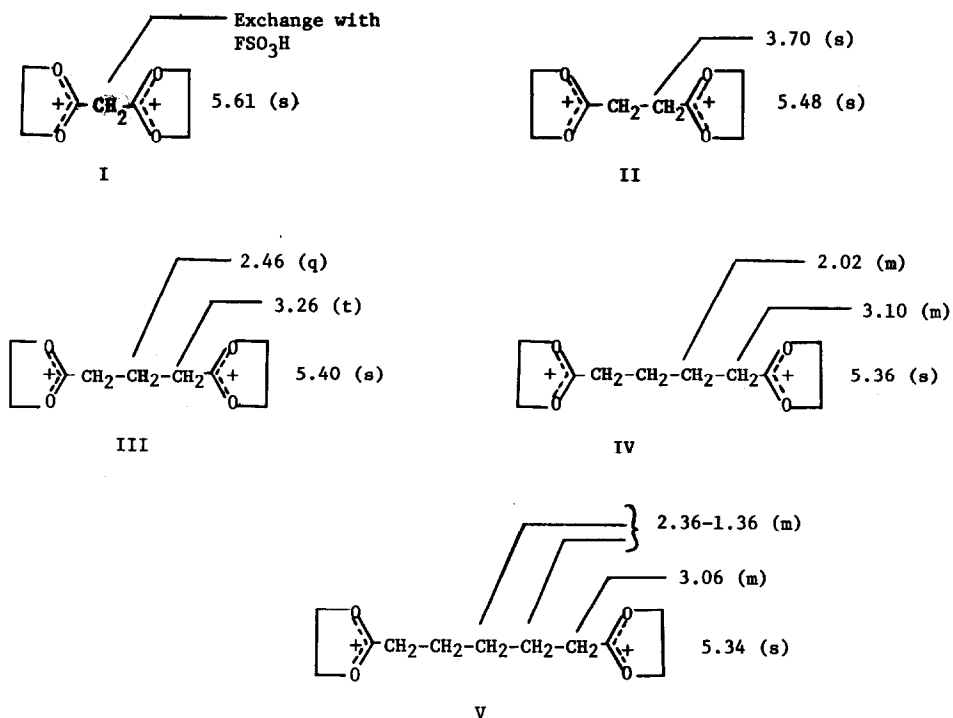 Exchange with
FSO3H
O O
+ CH2 +
O O
5.61 (s)
I
3.70 (s)
O O
+ CH2-CH2 +
O O
5.48 (s)
II
2.46 (q)
3.26 (t)
O O
+ CH2-CH2-CH2 +
O O
5.40 (s)
III
2.02 (m)
3.10 (m)
O O
+ CH2-CH2-CH2-CH2 +
O O
5.36 (s)
IV
2.36-1.36 (m)
3.06 (m)
O O
+ CH2-CH2-CH2-CH2-CH2 +
O O
5.34 (s)
V